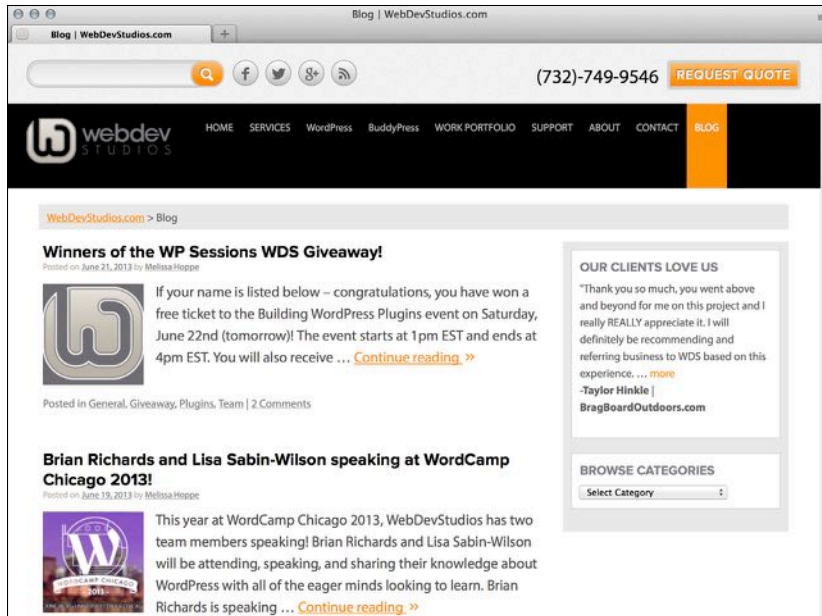 Blog | WebDevStudios.com
Blog | WebDevStudios.com
(732)-749-9546 REQUEST QUOTE
webdev
STUDIOS
HOME SERVICES WordPress BuddyPress WORK PORTFOLIO SUPPORT ABOUT CONTACT BLOG
WebDevStudios.com > Blog
Winners of the WP Sessions WDS Giveaway!
Posted on June 21, 2013 by Melissa Hoppe
If your name is listed below – congratulations, you have won a
free ticket to the Building WordPress Plugins event on Saturday,
June 22nd (tomorrow)! The event starts at 1pm EST and ends at
4pm EST. You will also receive … Continue reading »
Posted in General, Giveaway, Plugins, Team | 2 Comments
Brian Richards and Lisa Sabin-Wilson speaking at WordCamp
Chicago 2013!
Posted on June 19, 2013 by Melissa Hoppe
WORDCAMP CHICAGO
- 2013 -
This year at WordCamp Chicago 2013, WebDevStudios has two
team members speaking! Brian Richards and Lisa Sabin-Wilson
will be attending, speaking, and sharing their knowledge about
WordPress with all of the eager minds looking to learn. Brian
Richards is speaking … Continue reading »
OUR CLIENTS LOVE US
"Thank you so much, you went above
and beyond for me on this project and I
really REALLY appreciate it. I will
definitely be recommending and
referring business to WDS based on this
experience. … more
-Taylor Hinkle |
BragBoardOutdoors.com
BROWSE CATEGORIES
Select Category